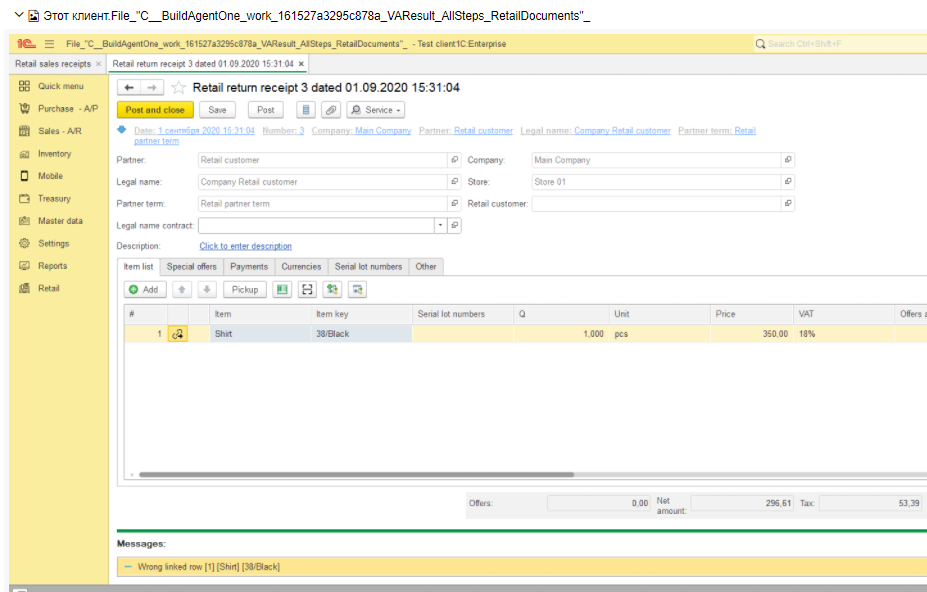 Этот клиент.File_"C__BuildAgentOne_work_161527a3295c878a_VAResult_AllSteps_RetailDocuments"_
File_"C__BuildAgentOne_work_161527a3295c878a_VAResult_AllSteps_RetailDocuments"_ - Test client1C:Enterprise Search Ctrl+Shift+F
Retail sales receipts × Retail return receipt 3 dated 01.09.2020 15:31:04 ×
Quick menu
Purchase - A/P
Sales - A/R
Inventory
Mobile
Treasury
Master data
Settings
Reports
Retail
Retail return receipt 3 dated 01.09.2020 15:31:04
Post and close Save Post Service
Date: 1 сентября 2020 15:31:04 Number: 3 Company: Main Company Partner: Retail customer Legal name: Company Retail customer Partner term: Retail
partner term
Partner: Retail customer Company: Main Company
Legal name: Company Retail customer Store: Store 01
Partner term: Retail partner term Retail customer:
Legal name contract:
Description: Click to enter description
Item list Special offers Payments Currencies Serial lot numbers Other
Add Pickup
# Item Item key Serial lot numbers Q Unit Price VAT Offers a
1 Shirt 38/Black 1,000 pcs 350,00 18%
Offers: 0,00 Net amount: 296,61 Tax: 53,39
Messages:
– Wrong linked row [1] [Shirt] [38/Black]